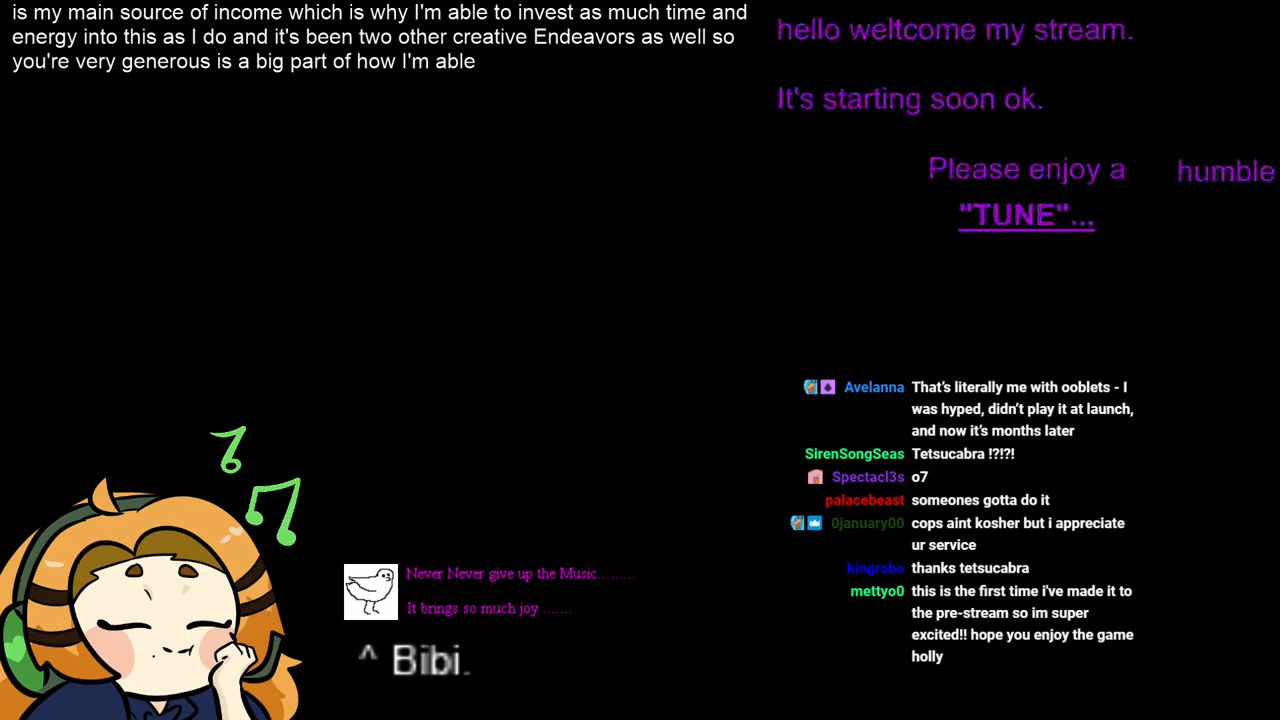 is my main source of income which is why I'm able to invest as much time and
energy into this as I do and it's been two other creative Endeavors as well so
you're very generous is a big part of how I'm able
hello weltcome my stream.
It's starting soon ok.
Please enjoy a humble
"TUNE"...
Avelanna That's literally me with ooblets - I
was hyped, didn't play it at launch,
and now it's months later
SirenSongSeas Tetsucabra !?!?!
Spectacl3s o7
palacebeast someones gotta do it
0january00 cops aint kosher but i appreciate
ur service
kingrobo thanks tetsucabra
mettyo0 this is the first time i've made it to
the pre-stream so im super
excited!! hope you enjoy the game
holly
Never Never give up the Music.........
It brings so much joy .......
^ Bibi.